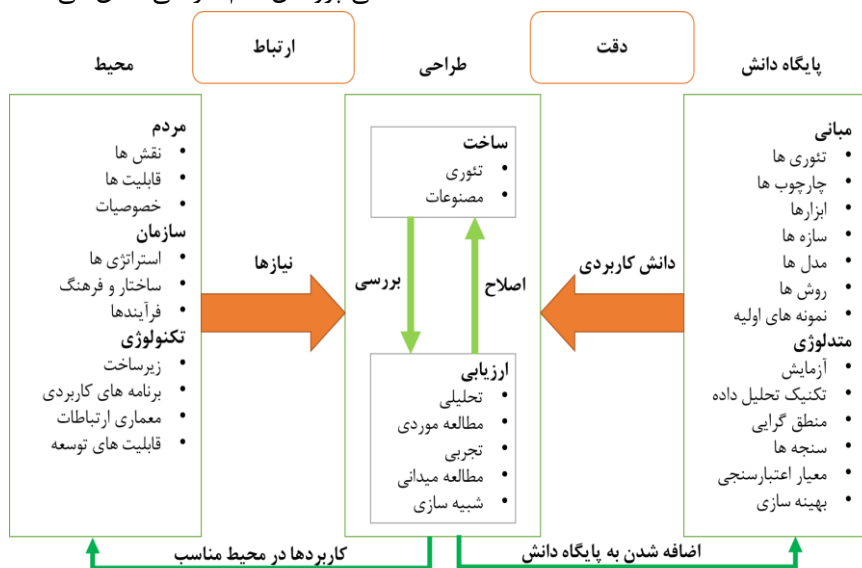 ارتباط
دقت
محیط
طراحی
پایگاه دانش
مبانی
• تئوری ها
• چارچوب ها
• ابزارها
• سازه ها
• مدل ها
• روش ها
• نمونه های اولیه
متدلوژی
• آزمایش
• تکنیک تحلیل داده
• منطق گرایی
• سنجه ها
• معیار اعتبارسنجی
• بهینه سازی
دانش کاربردی
ساخت
• تئوری
• مصنوعات
اصلاح
بررسی
ارزیابی
• تحلیلی
• مطالعه موردی
• تجربی
• مطالعه میدانی
• شبیه سازی
نیازها
مردم
• نقش ها
• قابلیت ها
• خصوصیات
سازمان
• استراتژی ها
• ساختار و فرهنگ
• فرآیندها
تکنولوژی
• زیرساخت
• برنامه های کاربردی
• معماری ارتباطات
• قابلیت های توسعه
اضافه شدن به پایگاه دانش
کاربردها در محیط مناسب